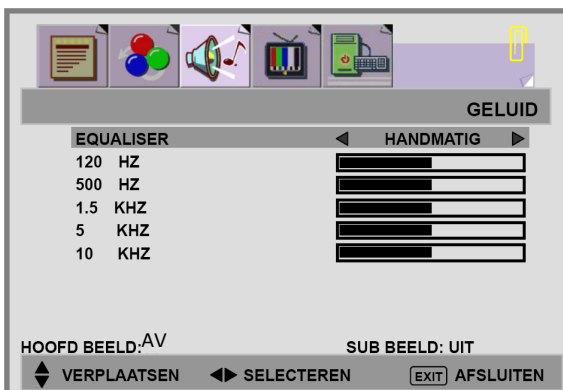 GELUID
EQUALISER HANDMATIG
120 HZ
500 HZ
1.5 KHZ
5 KHZ
10 KHZ
HOOFD BEELD:AV SUB BEELD: UIT
VERPLAATSEN SELECTEREN EXIT AFSLUITEN